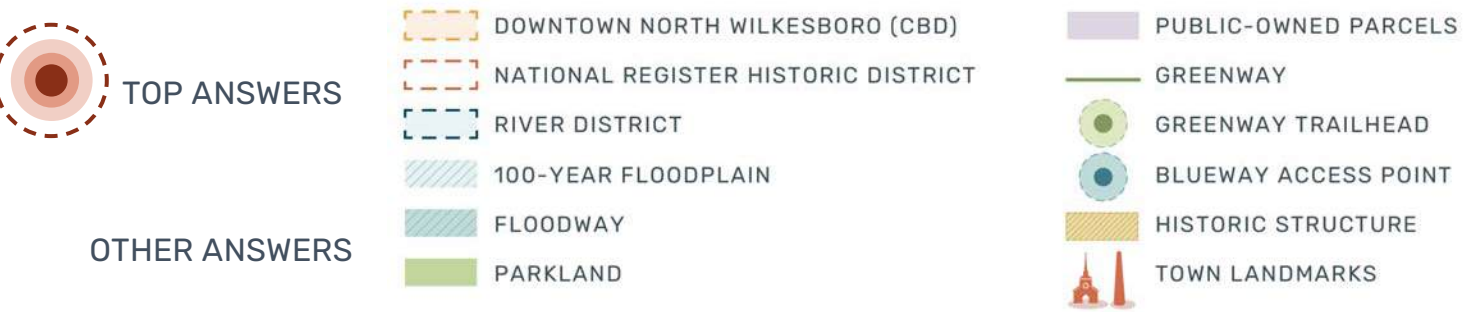 TOP ANSWERS
OTHER ANSWERS
DOWNTOWN NORTH WILKESBORO (CBD)
NATIONAL REGISTER HISTORIC DISTRICT
RIVER DISTRICT
100-YEAR FLOODPLAIN
FLOODWAY
PARKLAND
PUBLIC-OWNED PARCELS
GREENWAY
GREENWAY TRAILHEAD
BLUEWAY ACCESS POINT
HISTORIC STRUCTURE
TOWN LANDMARKS